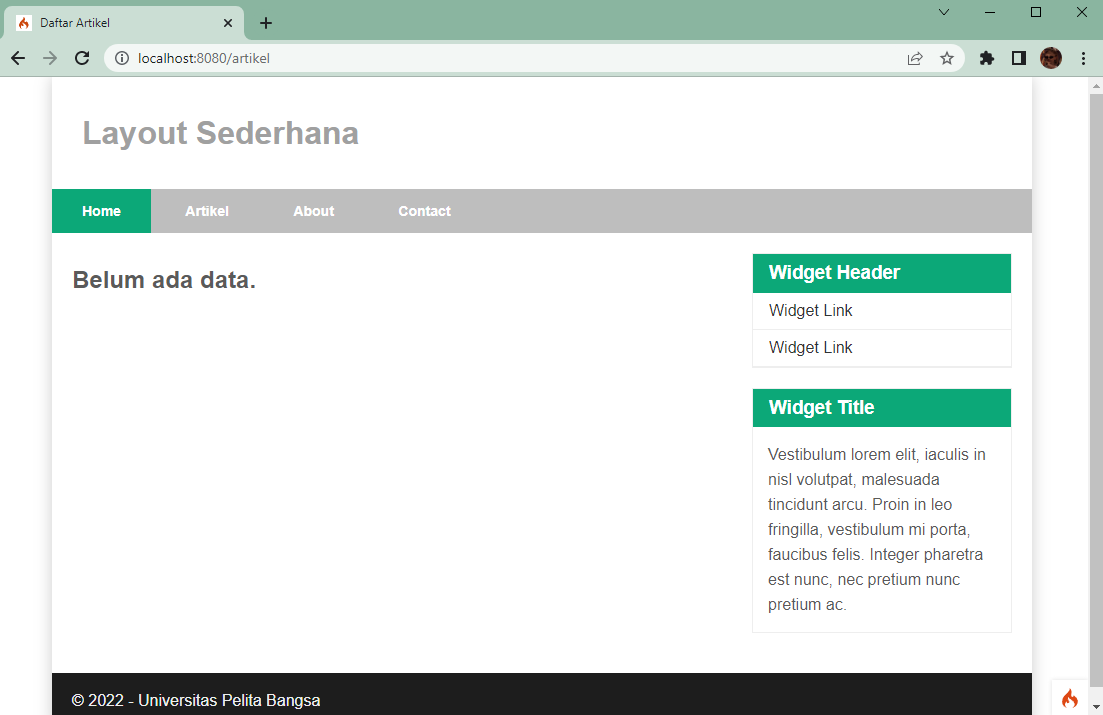 Daftar Artikel
localhost:8080/artikel
Layout Sederhana
Home Artikel About Contact
Belum ada data.
Widget Header
Widget Link
Widget Link
Widget Title
Vestibulum lorem elit, iaculis in
nisl volutpat, malesuada
tincidunt arcu. Proin in leo
fringilla, vestibulum mi porta,
faucibus felis. Integer pharetra
est nunc, nec pretium nunc
pretium ac.
© 2022 - Universitas Pelita Bangsa